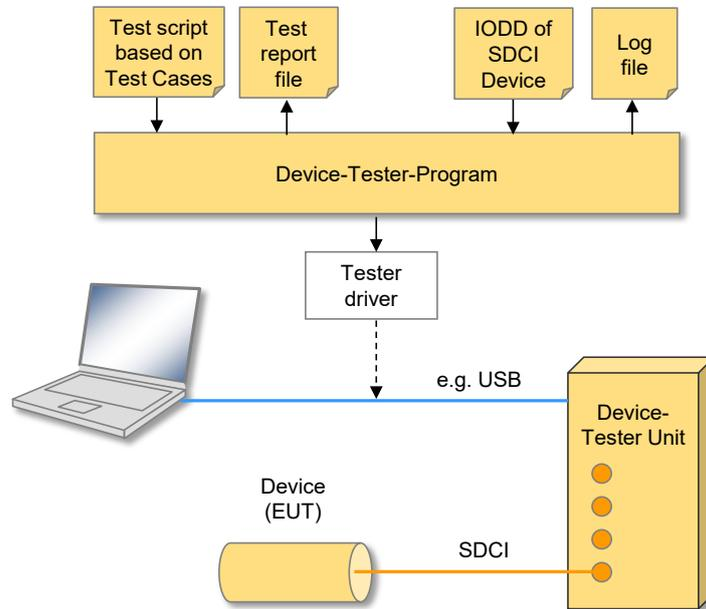 Test script
based on
Test Cases
Test
report
file
IODD of
SDCI
Device
Log
file
Device-Tester-Program
Tester
driver
e.g. USB
Device-
Tester Unit
Device
(EUT)
SDCI